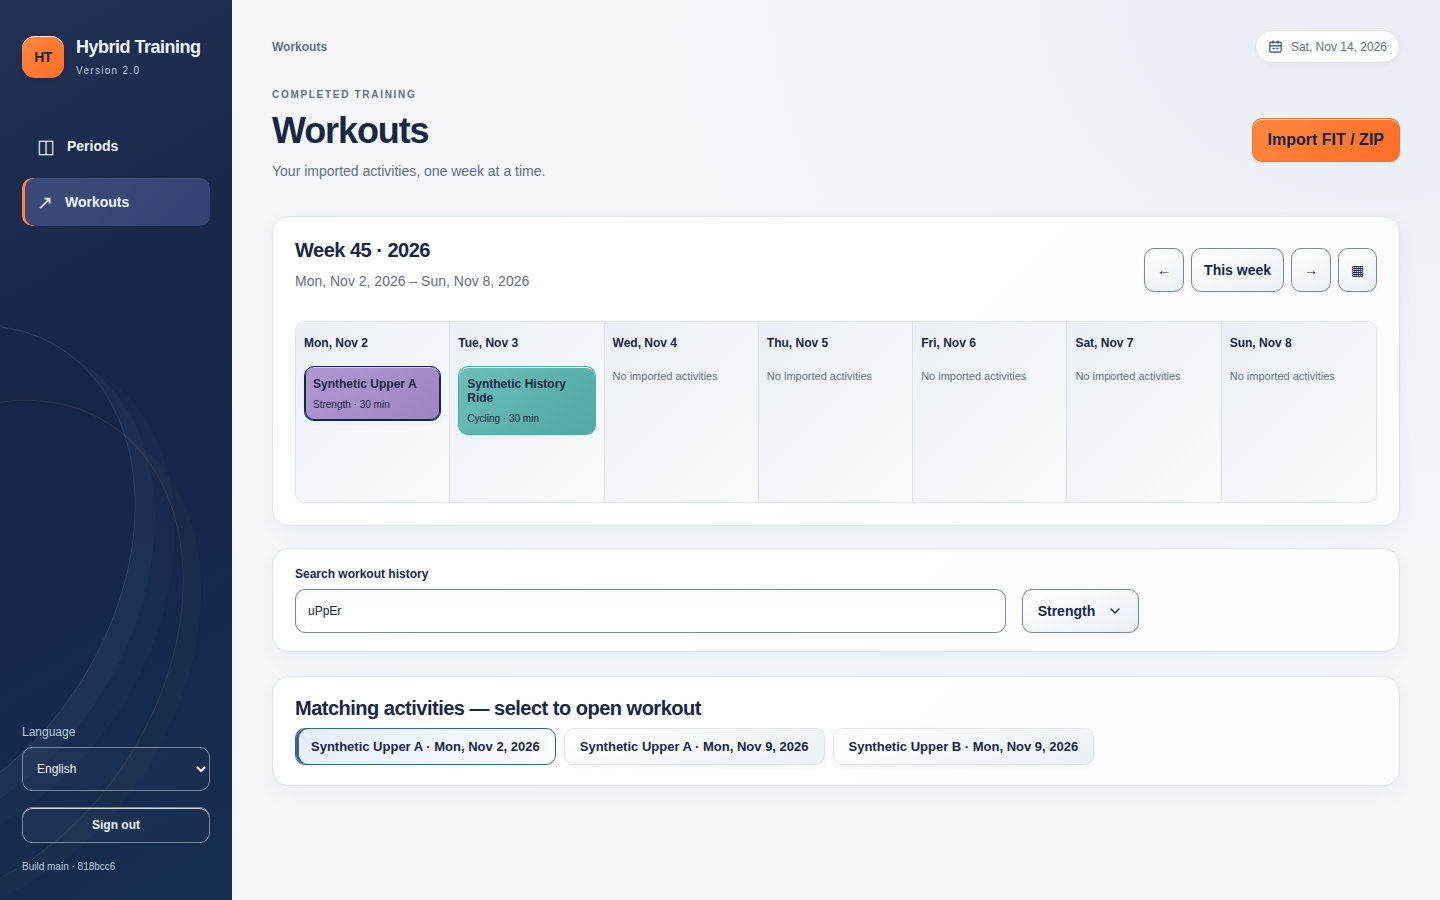 HT
Hybrid Training
Version 2.0
Periods
Workouts
Language
English
Sign out
Build main · 818bcc6
Workouts
Sat, Nov 14, 2026
COMPLETED TRAINING
Workouts
Your imported activities, one week at a time.
Import FIT / ZIP
Week 45 · 2026
Mon, Nov 2, 2026 – Sun, Nov 8, 2026
←
This week
→
Mon, Nov 2
Synthetic Upper A
Strength · 30 min
Tue, Nov 3
Synthetic History
Ride
Cycling · 30 min
Wed, Nov 4
No imported activities
Thu, Nov 5
No imported activities
Fri, Nov 6
No imported activities
Sat, Nov 7
No imported activities
Sun, Nov 8
No imported activities
Search workout history
uPpEr
Strength
Matching activities — select to open workout
Synthetic Upper A · Mon, Nov 2, 2026
Synthetic Upper A · Mon, Nov 9, 2026
Synthetic Upper B · Mon, Nov 9, 2026